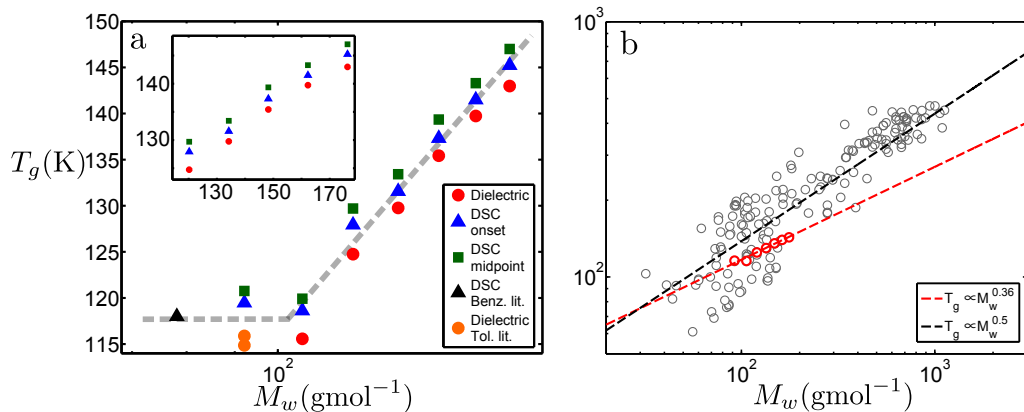 a
150
145
140
135
130
125
120
115
T_g(K)
10^2
M_w(gmol^{-1})
140
130
130
150
170
Dielectric
DSC
onset
DSC
midpoint
DSC
Benz. lit.
Dielectric
Tol. lit.
b
10^3
10^2
10^2
10^3
M_w(gmol^{-1})
T_g ∝M_w^{0.36}
T_g ∝M_w^{0.5}